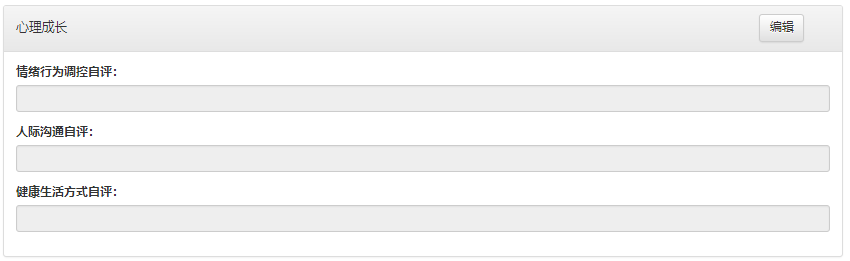 心理成长
编辑
情绪行为调控自评：
人际沟通自评：
健康生活方式自评：